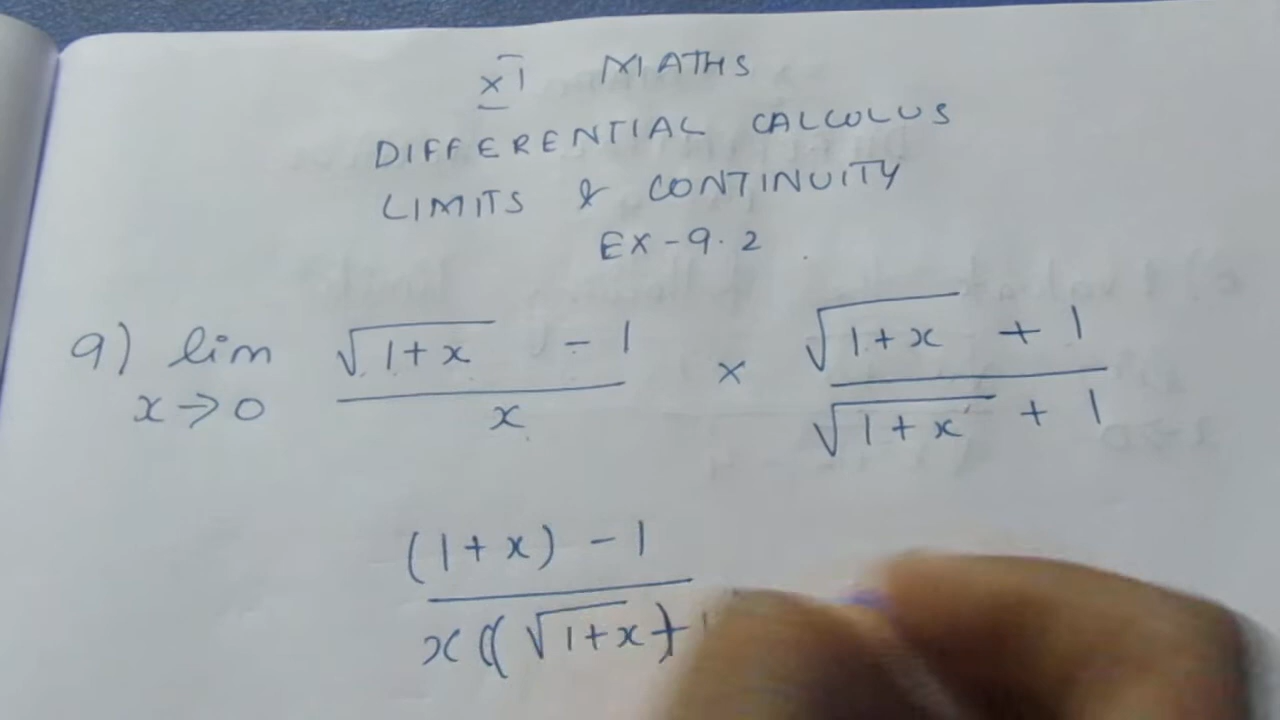 XI MATHS
DIFFERENTIAL CALCULUS
LIMITS & CONTINUITY
EX-9.2
9) lim x→0 (√(1+x) - 1)/x × (√(1+x) + 1)/(√(1+x) + 1)
(1+x) - 1
x((√1+x)+